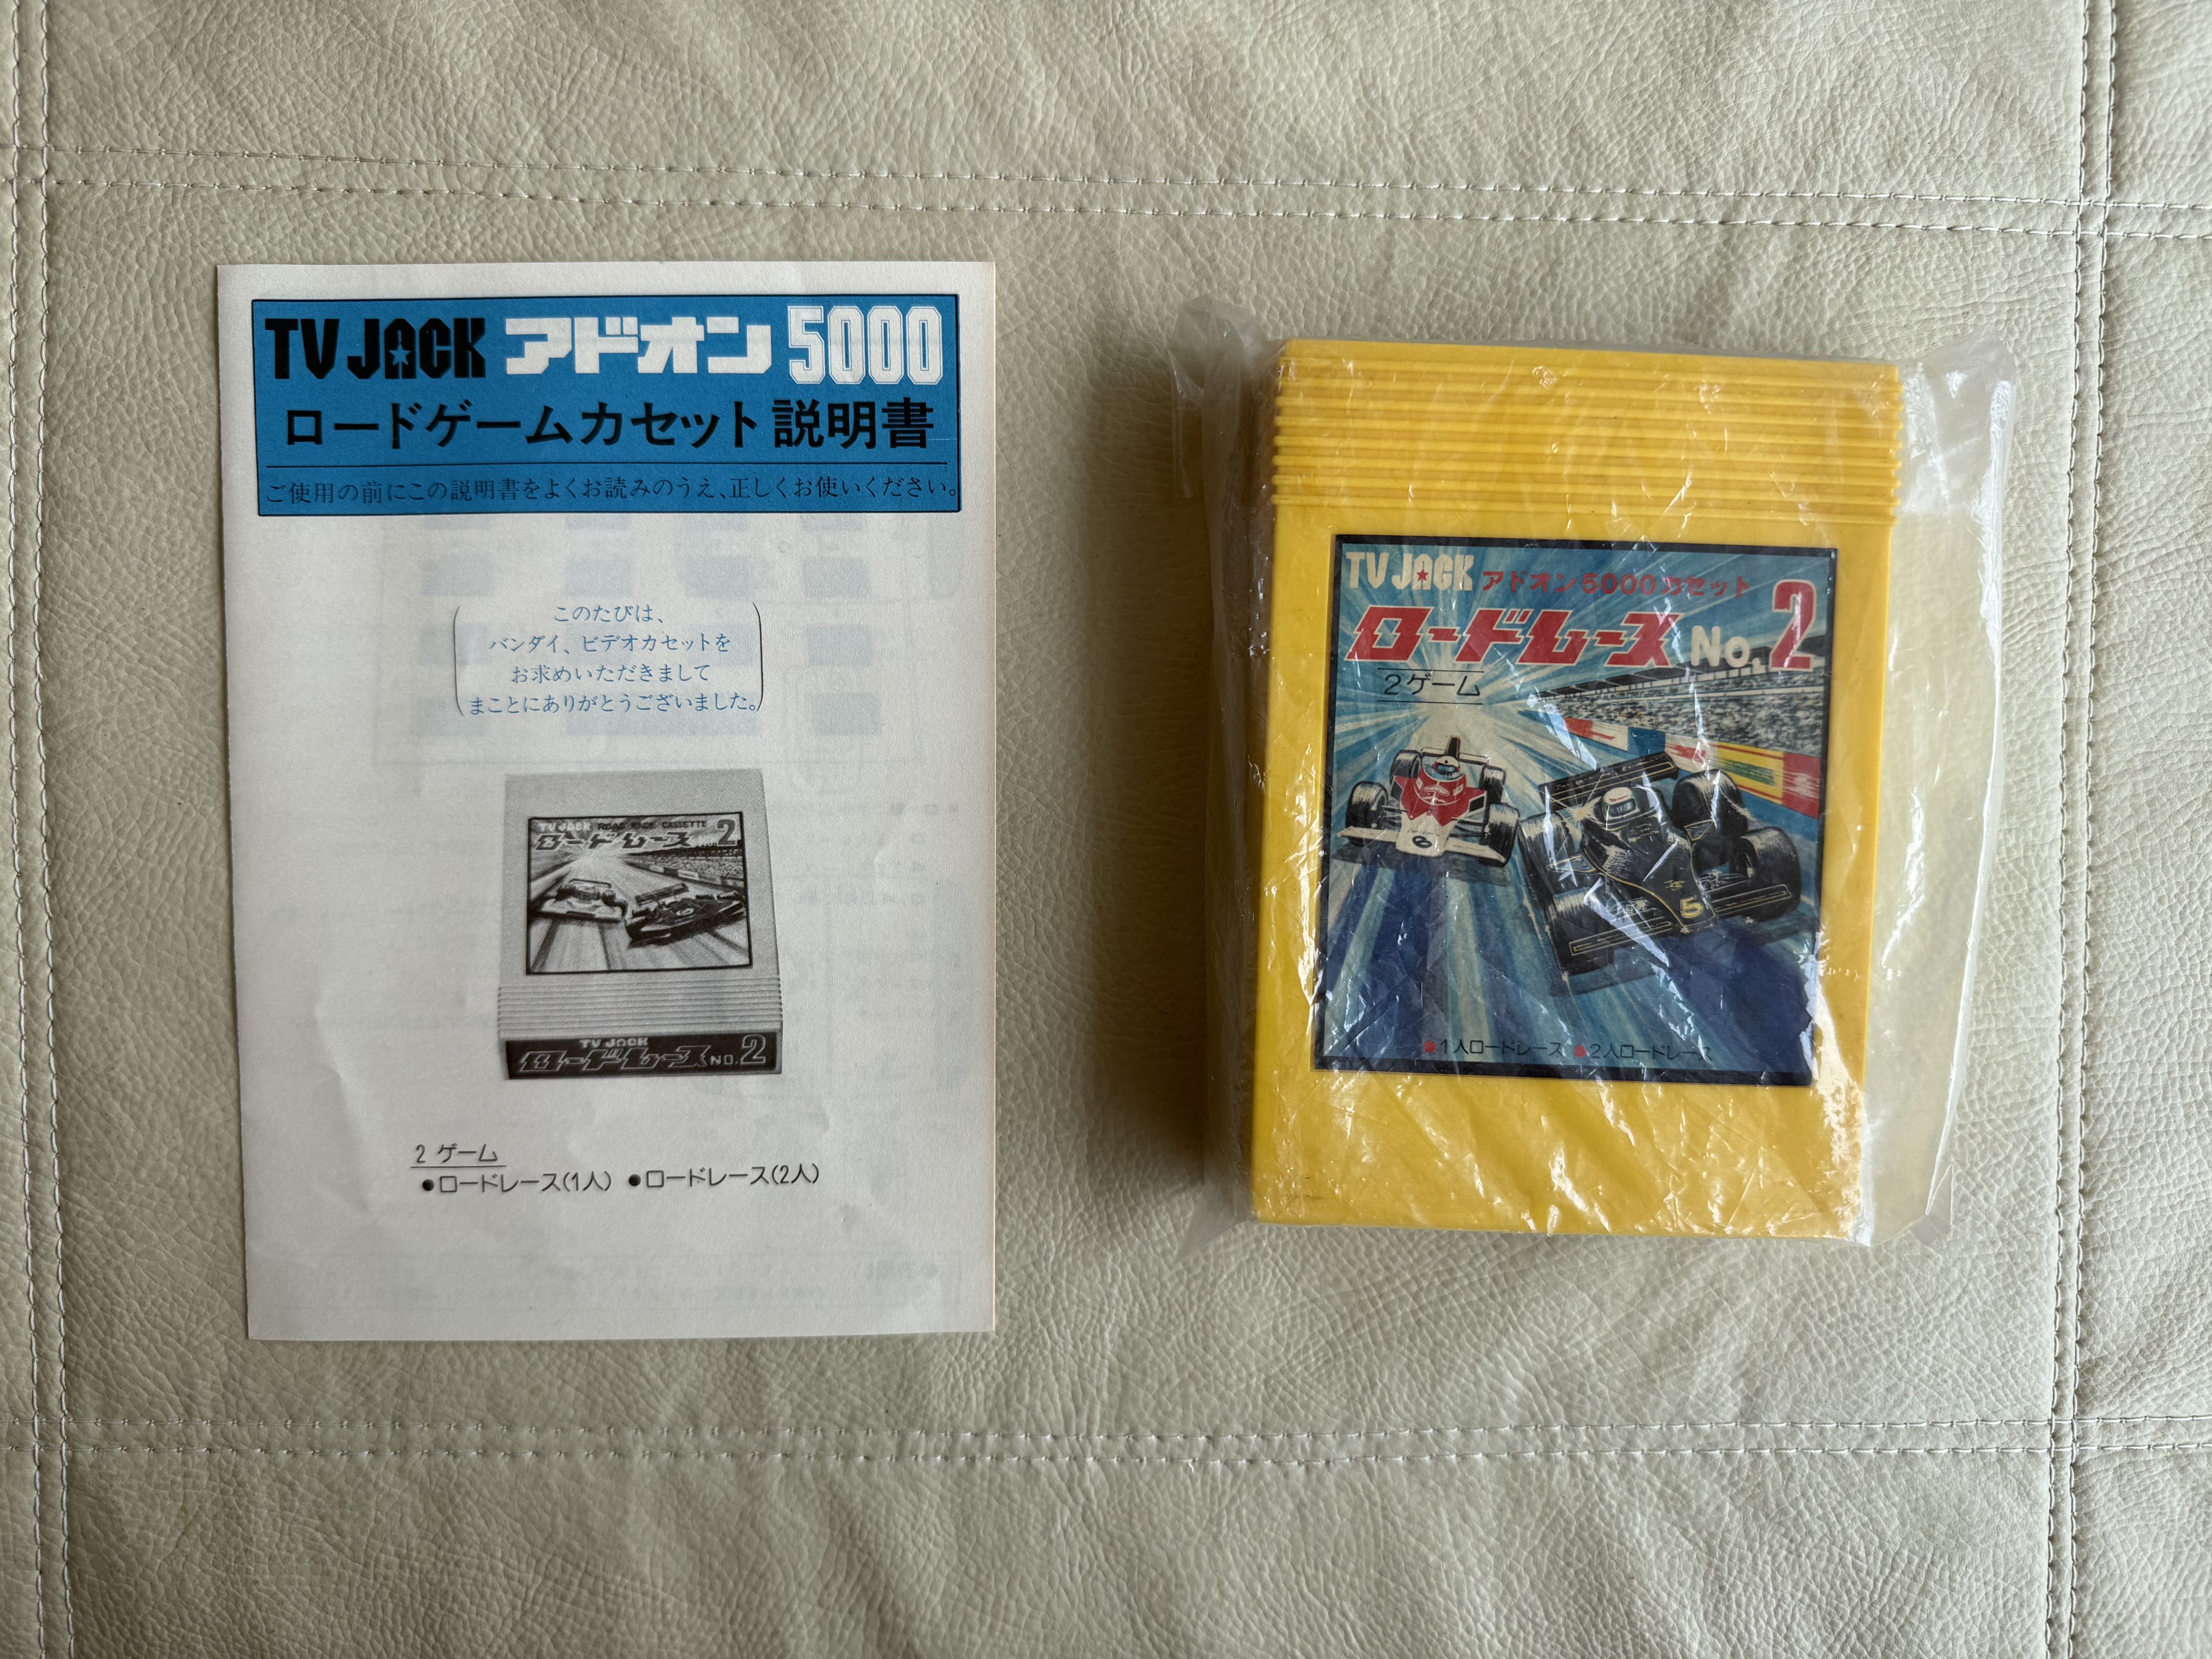 TV JACK アドオン 5000
ロードゲームカセット説明書
ご使用の前にこの説明書をよくお読みのうえ、正しくお使いください。
このたびは、
バンダイ、ビデオカセットを
お求めいただきまして
まことにありがとうございました。
TV JACK ROAD RACE CASSETTE
ロードレース NO.2
TV JACK
ロードレース NO.2
2 ゲーム
●ロードレース(1人) ●ロードレース(2人)
TV JACK アドオン5000カセット
ロードレース No.2
2ゲーム
6
5
●1人ロードレース ●2人ロードレース